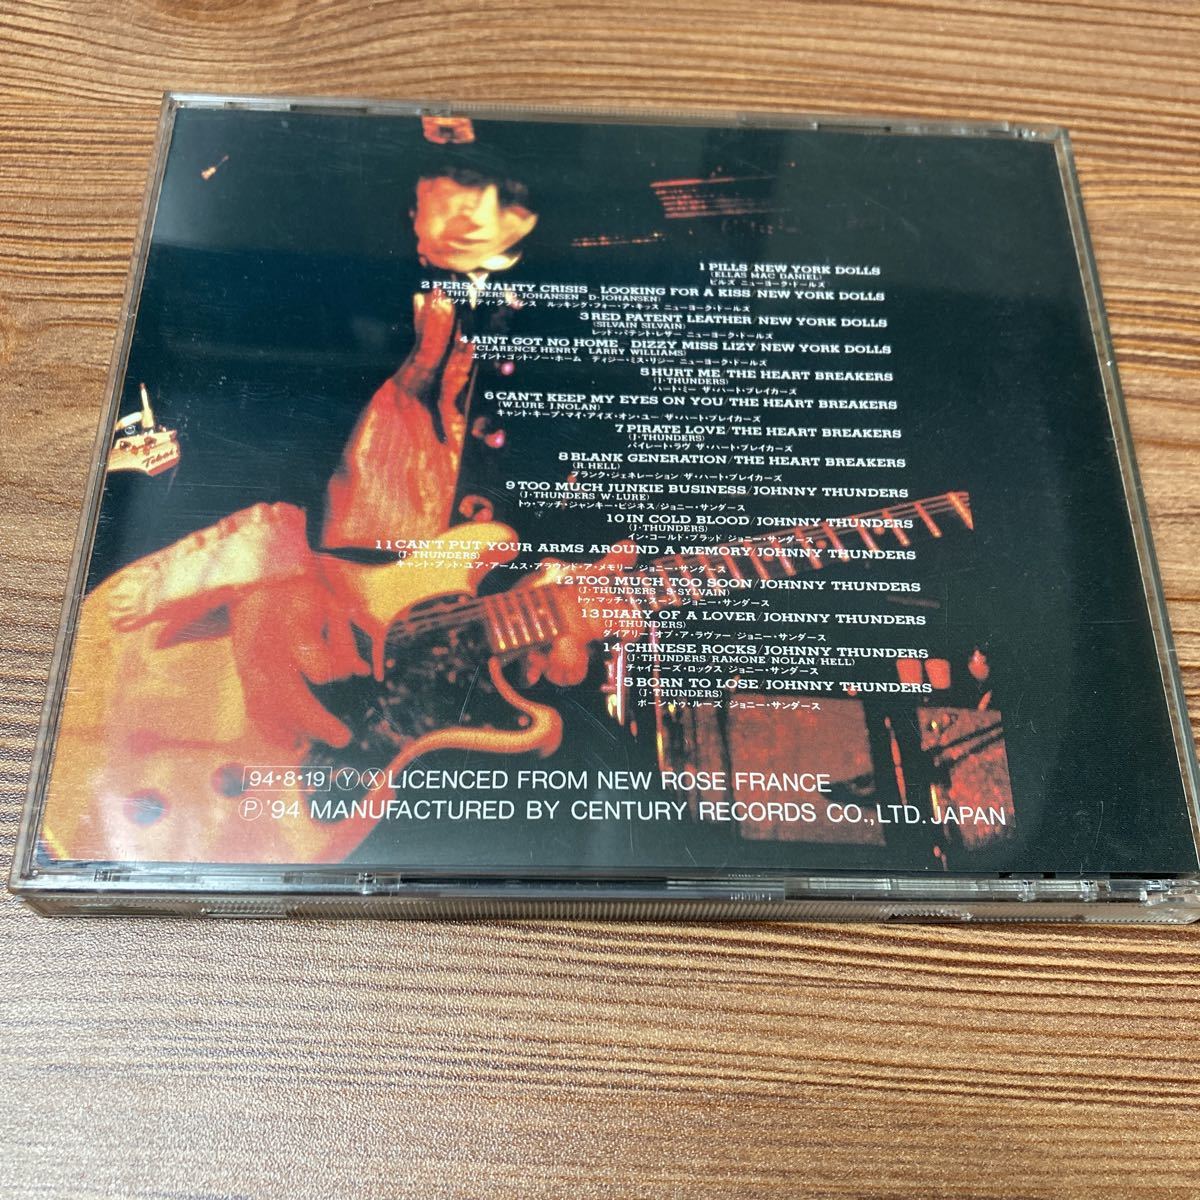 1 PILLS/NEW YORK DOLLS
(ELLAS MAC DANIEL)
ピルズ ニューヨーク・ドールズ
2 PERSONALITY CRISIS LOOKING FOR A KISS/NEW YORK DOLLS
(J・THUNDERS/D・JOHANSEN D・JOHANSEN)
パーソナリティ・クライシス ルッキング・フォー・ア・キッス ニューヨーク・ドールズ
3 RED PATENT LEATHER/NEW YORK DOLLS
(SILVAIN SILVAIN)
レッド・パテント・レザー ニューヨーク・ドールズ
4 AINT GOT NO HOME DIZZY MISS LIZY NEW YORK DOLLS
(CLARENCE HENRY LARRY WILLIAMS)
エイント・ゴット・ノー・ホーム ディジー・ミス・リジー ニューヨーク・ドールズ
5 HURT ME/THE HEART BREAKERS
(J・THUNDERS)
ハート・ミー ザ・ハート・ブレイカーズ
6 CAN'T KEEP MY EYES ON YOU/THE HEART BREAKERS
(W.LURE J.NOLAN)
キャント・キープ・マイ・アイズ・オン・ユー/ザ・ハート・ブレイカーズ
7 PIRATE LOVE/THE HEART BREAKERS
(J・THUNDERS)
パイレート・ラヴ ザ・ハート・ブレイカーズ
8 BLANK GENERATION/THE HEART BREAKERS
(R.HELL)
ブランク・ジェネレーション/ザ・ハート・ブレイカーズ
9 TOO MUCH JUNKIE BUSINESS/JOHNNY THUNDERS
(J・THUNDERS/W・LURE)
トゥ・マッチ・ジャンキー・ビジネス/ジョニー・サンダース
10 IN COLD BLOOD/JOHNNY THUNDERS
(J・THUNDERS)
イン・コールド・ブラッド ジョニー・サンダース
11 CAN'T PUT YOUR ARMS AROUND A MEMORY/JOHNNY THUNDERS
(J・THUNDERS)
キャント・プット・ユア・アームス・アラウンド・ア・メモリー/ジョニー・サンダース
12 TOO MUCH TOO SOON/JOHNNY THUNDERS
(J・THUNDERS S・SYLVAIN)
トゥ・マッチ・トゥ・スーン ジョニー・サンダース
13 DIARY OF A LOVER/JOHNNY THUNDERS
(J・THUNDERS)
ダイアリー・オブ・ア・ラヴァー/ジョニー・サンダース
14 CHINESE ROCKS/JOHNNY THUNDERS
(J・THUNDERS/RAMONE/NOLAN/HELL)
チャイニーズ・ロックス ジョニー・サンダース
15 BORN TO LOSE/JOHNNY THUNDERS
(J・THUNDERS)
ボーン・トゥ・ルーズ ジョニー・サンダース
Tokai
94・8・19 Ⓨ Ⓧ LICENCED FROM NEW ROSE FRANCE
Ⓟ・'94 MANUFACTURED BY CENTURY RECORDS CO.,LTD. JAPAN